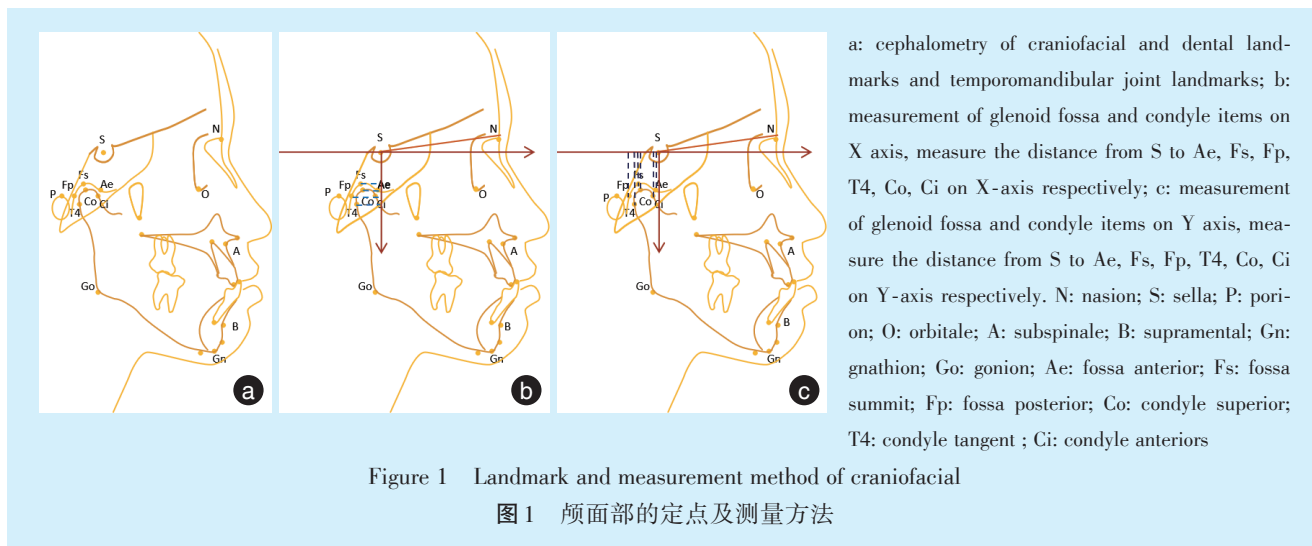 S
N
Fs
Fp
Ae
P
Co
Ci
T4
O
A
Go
B
Gn
a
S
N
Fs
Fp
Ae
P
Co
Ci
T4
O
A
Go
B
Gn
b
S
N
Fs
Fp
Ae
P
Co
Ci
T4
O
A
Go
B
Gn
c
a: cephalometry of craniofacial and dental land-
marks and temporomandibular joint landmarks; b:
measurement of glenoid fossa and condyle items on
X axis, measure the distance from S to Ae, Fs, Fp,
T4, Co, Ci on X-axis respectively; c: measurement
of glenoid fossa and condyle items on Y axis, mea-
sure the distance from S to Ae, Fs, Fp, T4, Co, Ci
on Y-axis respectively. N: nasion; S: sella; P: pori-
on; O: orbitale; A: subspinale; B: supramental; Gn:
gnathion; Go: gonion; Ae: fossa anterior; Fs: fossa
summit; Fp: fossa posterior; Co: condyle superior;
T4: condyle tangent ; Ci: condyle anteriors
Figure 1 Landmark and measurement method of craniofacial
图1 颅面部的定点及测量方法